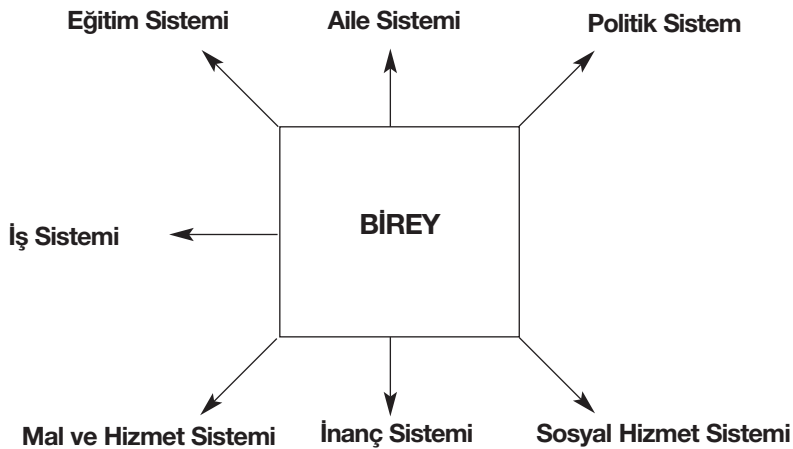 Eğitim Sistemi
Aile Sistemi
Politik Sistem
İş Sistemi
BİREY
Mal ve Hizmet Sistemi
İnanç Sistemi
Sosyal Hizmet Sistemi